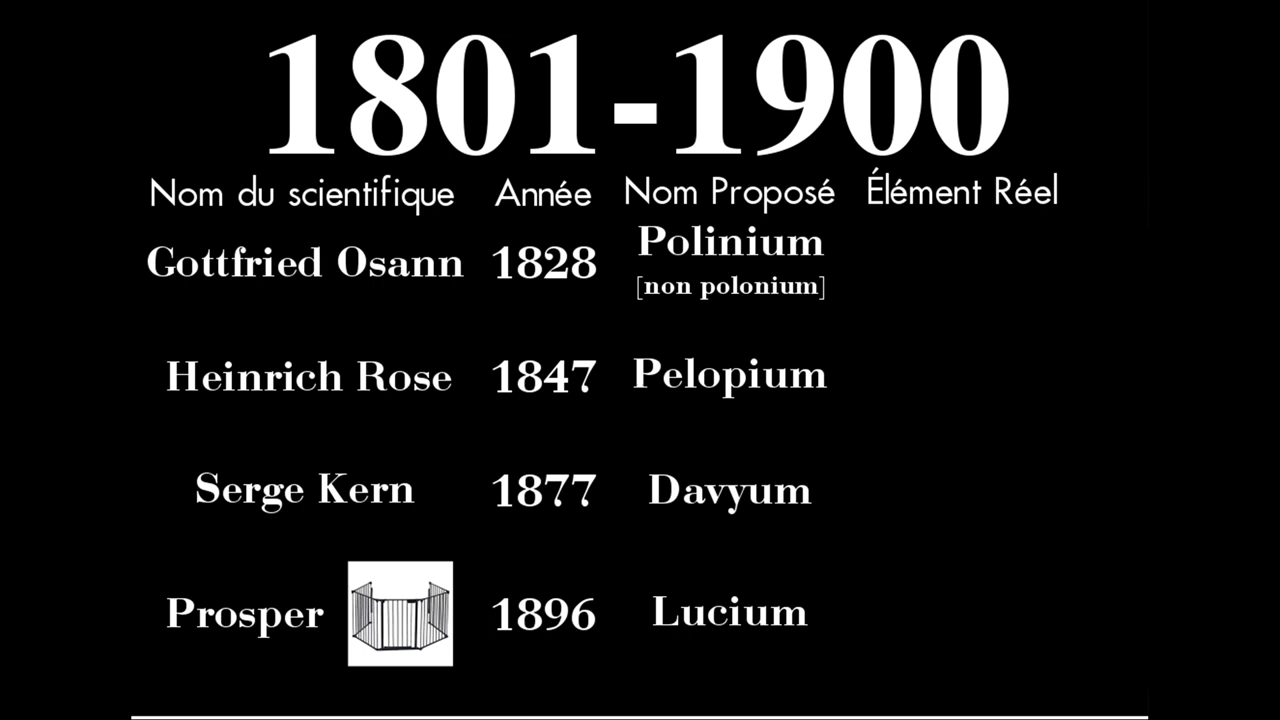 1801-1900
Nom du scientifique Année Nom Proposé Élément Réel
Gottfried Osann 1828 Polinium
[non polonium]
Heinrich Rose 1847 Pelopium
Serge Kern 1877 Davyum
Prosper 1896 Lucium